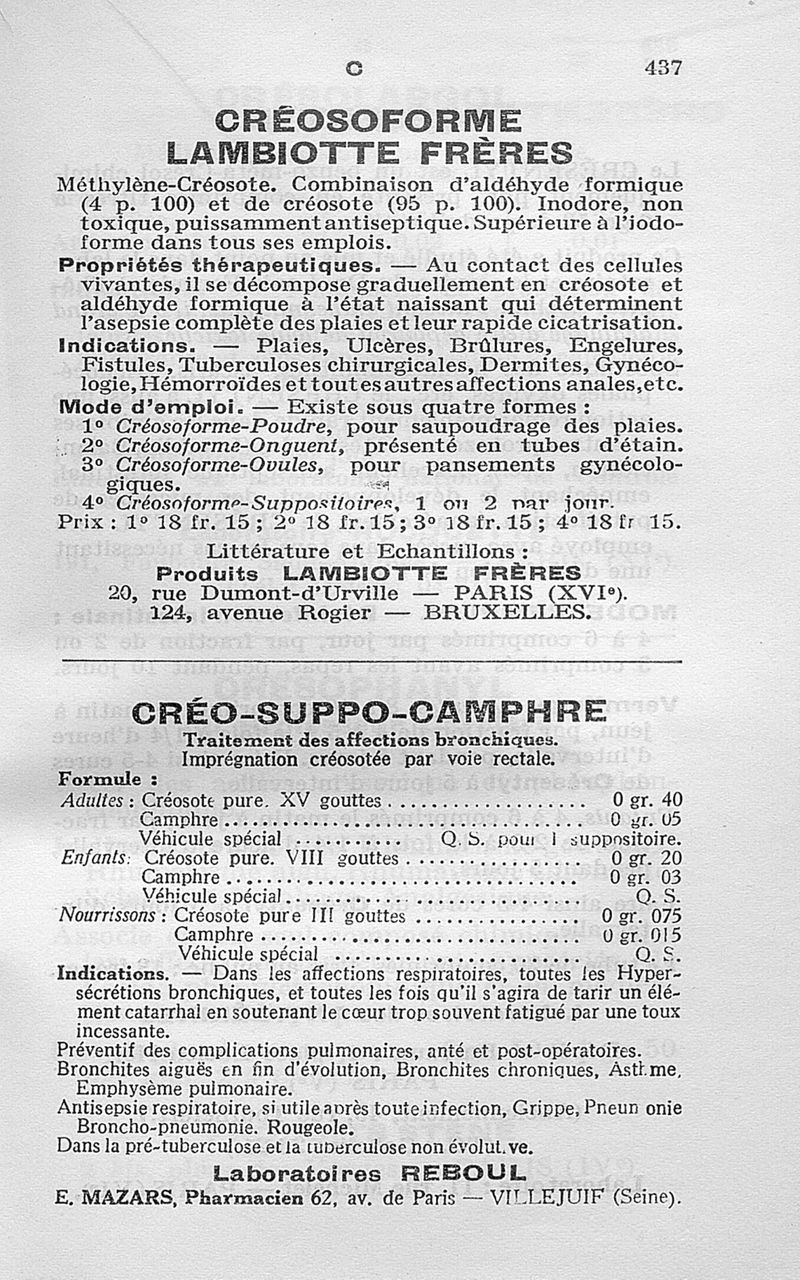 C 437
CRÉOSOFORME
LAMBIOTTE FRÈRES
Méthylène-Créosote. Combinaison d'aldéhyde formique
(4 p. 100) et de créosote (95 p. 100). Inodore, non
toxique, puissamment antiseptique. Supérieure à l'iodo-
forme dans tous ses emplois.
Propriétés thérapeutiques. — Au contact des cellules
vivantes, il se décompose graduellement en créosote et
aldéhyde formique à l'état naissant qui déterminent
l'asepsie complète des plaies et leur rapide cicatrisation.
Indications. — Plaies, Ulcères, Brûlures, Engelures,
Fistules, Tuberculoses chirurgicales, Dermites, Gynéco-
logie, Hémorroïdes et toutes autres affections anales, etc.
Mode d'emploi. — Existe sous quatre formes :
1º Créosoforme-Poudre, pour saupoudrage des plaies.
2º Créosoforme-Onguent, présenté en tubes d'étain.
3º Créosoforme-Ovules, pour pansements gynécolo-
giques.
4º Créosoforme-Suppositoires, 1 ou 2 par jour.
Prix : 1º 18 fr. 15 ; 2º 18 fr. 15 ; 3º 18 fr. 15 ; 4º 18 fr 15.
Littérature et Echantillons :
Produits LAMBIOTTE FRÈRES
20, rue Dumont-d'Urville — PARIS (XVIe).
124, avenue Rogier — BRUXELLES.
CRÉO-SUPPO-CAMPHRE
Traitement des affections bronchiques.
Imprégnation créosotée par voie rectale.
Formule :
Adultes : Créosote pure. XV gouttes . . . . . . . . . . . . . . . . . . . 0 gr. 40
Camphre . . . . . . . . . . . . . . . . . . . . . . . . . . . . . . . . . . 0 gr. 05
Véhicule spécial . . . . . . . . . . . Q. S. pour 1 suppositoire.
Enfants : Créosote pure. VIII gouttes . . . . . . . . . . . . . . . . . 0 gr. 20
Camphre . . . . . . . . . . . . . . . . . . . . . . . . . . . . . . . . . . 0 gr. 03
Véhicule spécial . . . . . . . . . . . . . . . . . . . . . . . . . . . . Q. S.
Nourrissons : Créosote pure III gouttes . . . . . . . . . . . . . . . . 0 gr. 075
Camphre . . . . . . . . . . . . . . . . . . . . . . . . . . . . . . . 0 gr. 015
Véhicule spécial . . . . . . . . . . . . . . . . . . . . . . . . Q. S.
Indications. — Dans les affections respiratoires, toutes les Hyper-
sécrétions bronchiques, et toutes les fois qu'il s'agira de tarir un élé-
ment catarrhal en soutenant le cœur trop souvent fatigué par une toux
incessante.
Préventif des complications pulmonaires, anté et post-opératoires.
Bronchites aiguës en fin d'évolution, Bronchites chroniques, Asthme,
Emphysème pulmonaire.
Antisepsie respiratoire, si utile après toute infection, Grippe, Pneumonie
Broncho-pneumonie. Rougeole.
Dans la pré-tuberculose et la tuberculose non évolutive.
Laboratoires REBOUL
E. MAZARS, Pharmacien 62, av. de Paris — VILLEJUIF (Seine).